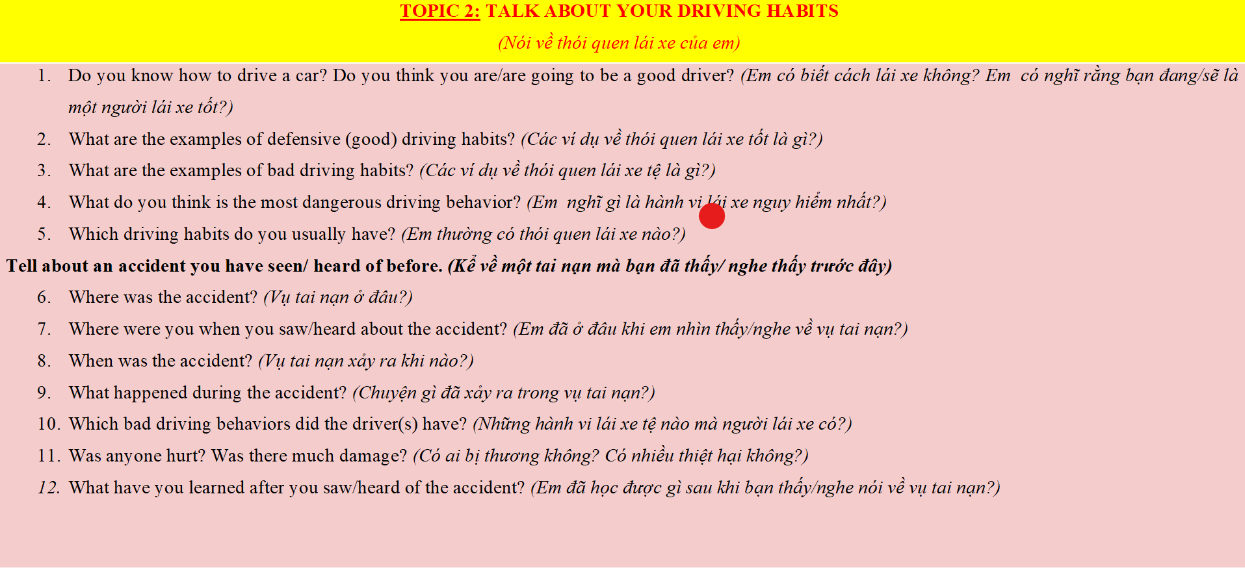 TOPIC 2: TALK ABOUT YOUR DRIVING HABITS
(Nói về thói quen lái xe của em)
1. Do you know how to drive a car? Do you think you are/are going to be a good driver? (Em có biết cách lái xe không? Em có nghĩ rằng bạn đang/sẽ là
một người lái xe tốt?)
2. What are the examples of defensive (good) driving habits? (Các ví dụ về thói quen lái xe tốt là gì?)
3. What are the examples of bad driving habits? (Các ví dụ về thói quen lái xe tệ là gì?)
4. What do you think is the most dangerous driving behavior? (Em nghĩ gì là hành vi lái xe nguy hiểm nhất?)
5. Which driving habits do you usually have? (Em thường có thói quen lái xe nào?)
Tell about an accident you have seen/ heard of before. (Kể về một tai nạn mà bạn đã thấy/ nghe thấy trước đây)
6. Where was the accident? (Vụ tai nạn ở đâu?)
7. Where were you when you saw/heard about the accident? (Em đã ở đâu khi em nhìn thấy/nghe về vụ tai nạn?)
8. When was the accident? (Vụ tai nạn xảy ra khi nào?)
9. What happened during the accident? (Chuyện gì đã xảy ra trong vụ tai nạn?)
10. Which bad driving behaviors did the driver(s) have? (Những hành vi lái xe tệ nào mà người lái xe có?)
11. Was anyone hurt? Was there much damage? (Có ai bị thương không? Có nhiều thiệt hại không?)
12. What have you learned after you saw/heard of the accident? (Em đã học được gì sau khi bạn thấy/nghe nói về vụ tai nạn?)